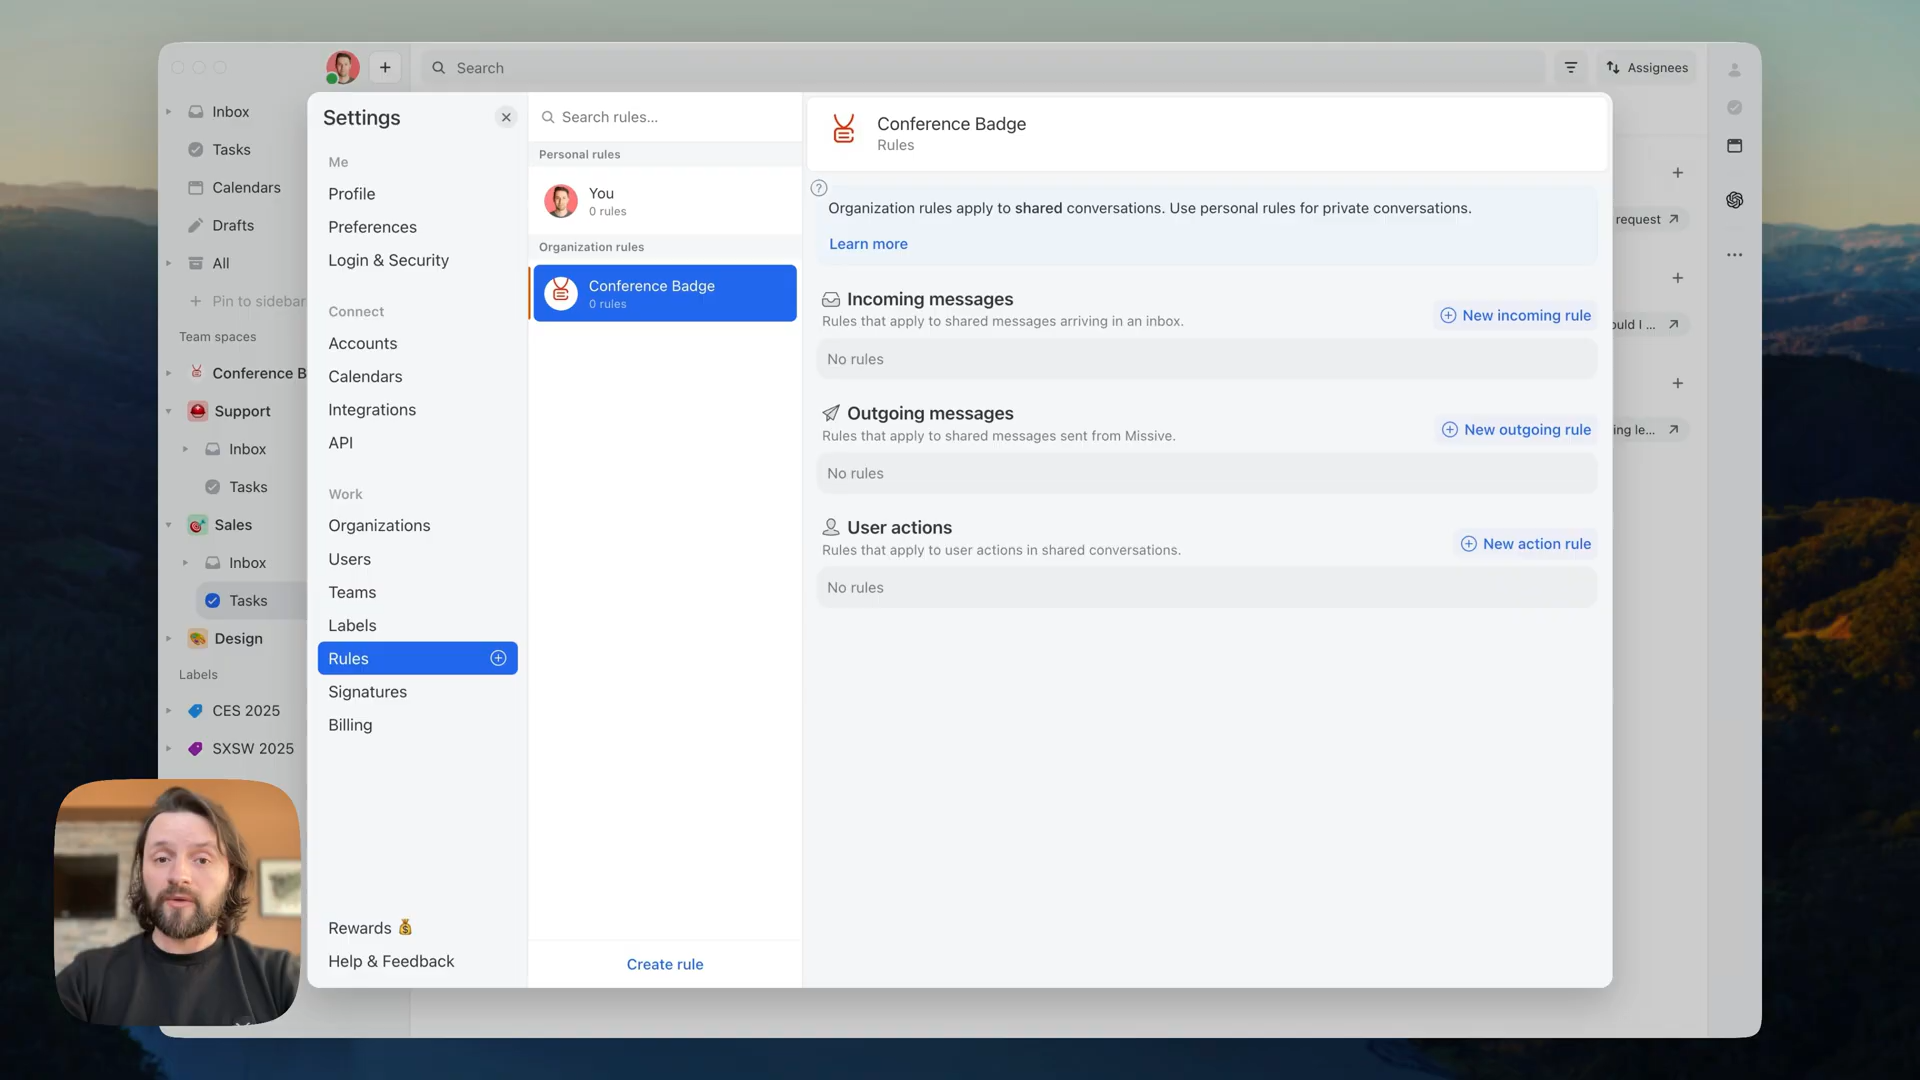 Search
Assignees
Inbox
Tasks
Calendars
Drafts
All
Pin to sidebar
Team spaces
Conference B
Support
Inbox
Tasks
Sales
Inbox
Tasks
Design
Labels
CES 2025
SXSW 2025
Settings
Me
Profile
Preferences
Login & Security
Connect
Accounts
Calendars
Integrations
API
Work
Organizations
Users
Teams
Labels
Rules
Signatures
Billing
Rewards 💰
Help & Feedback
Search rules...
Personal rules
You
0 rules
Organization rules
Conference Badge
0 rules
Create rule
Conference Badge
Rules
?
Organization rules apply to shared conversations. Use personal rules for private conversations.
Learn more
Incoming messages
Rules that apply to shared messages arriving in an inbox.
New incoming rule
No rules
Outgoing messages
Rules that apply to shared messages sent from Missive.
New outgoing rule
No rules
User actions
Rules that apply to user actions in shared conversations.
New action rule
No rules
request
ould I ...
ing le...